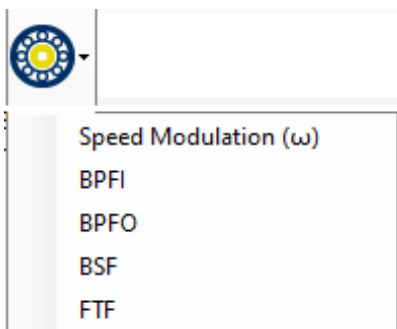 Speed Modulation (ω)
BPFI
BPFO
BSF
FTF